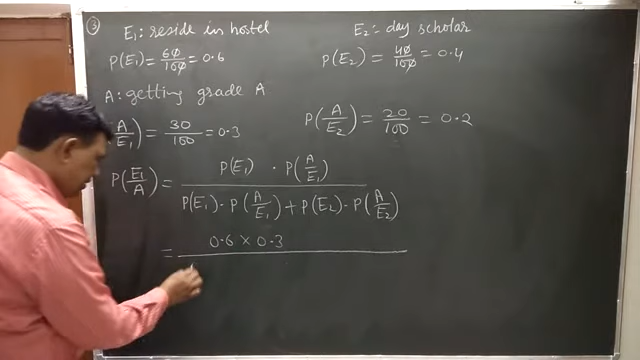 ③ E₁: reside in hostel E₂: day scholar
P(E₁) = 60/100 = 0.6 P(E₂) = 40/100 = 0.4
A: getting grade A
(A/E₁) = 30/100 = 0.3 P(A/E₂) = 20/100 = 0.2
P(E₁/A) = P(E₁) · P(A/E₁)
P(E₁) · P(A/E₁) + P(E₂) · P(A/E₂)
= 0.6 × 0.3